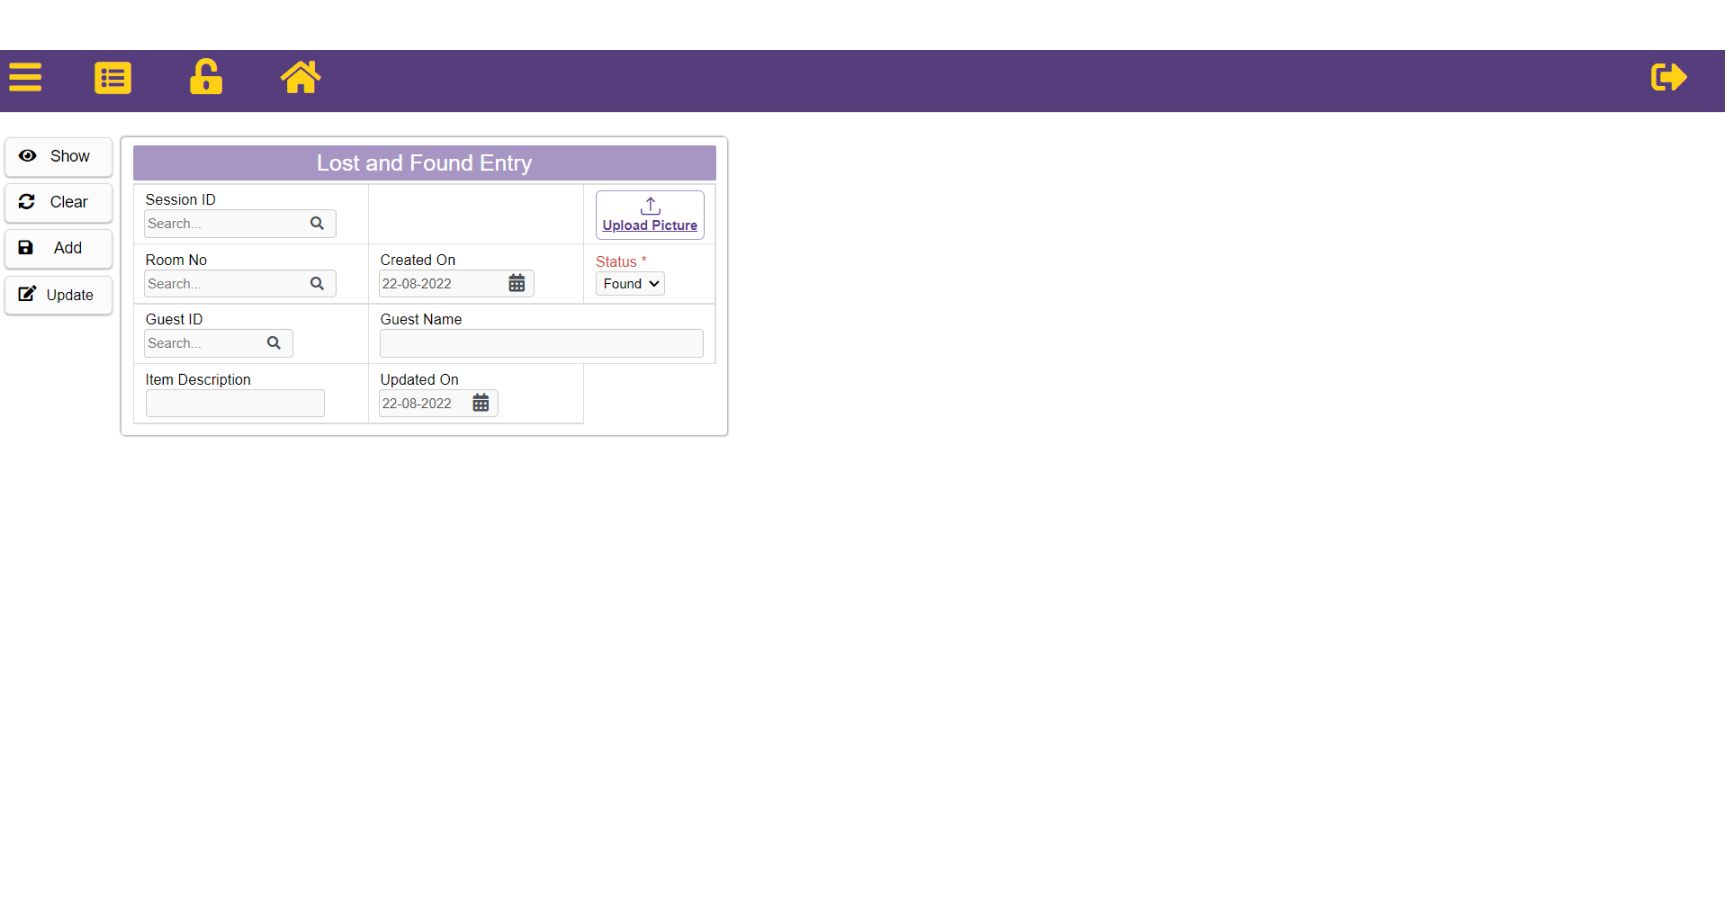 Show
Clear
Add
Update
Lost and Found Entry
Session ID
Search...
Upload Picture
Room No
Search...
Created On
22-08-2022
Status *
Found
Guest ID
Search...
Guest Name
Item Description
Updated On
22-08-2022